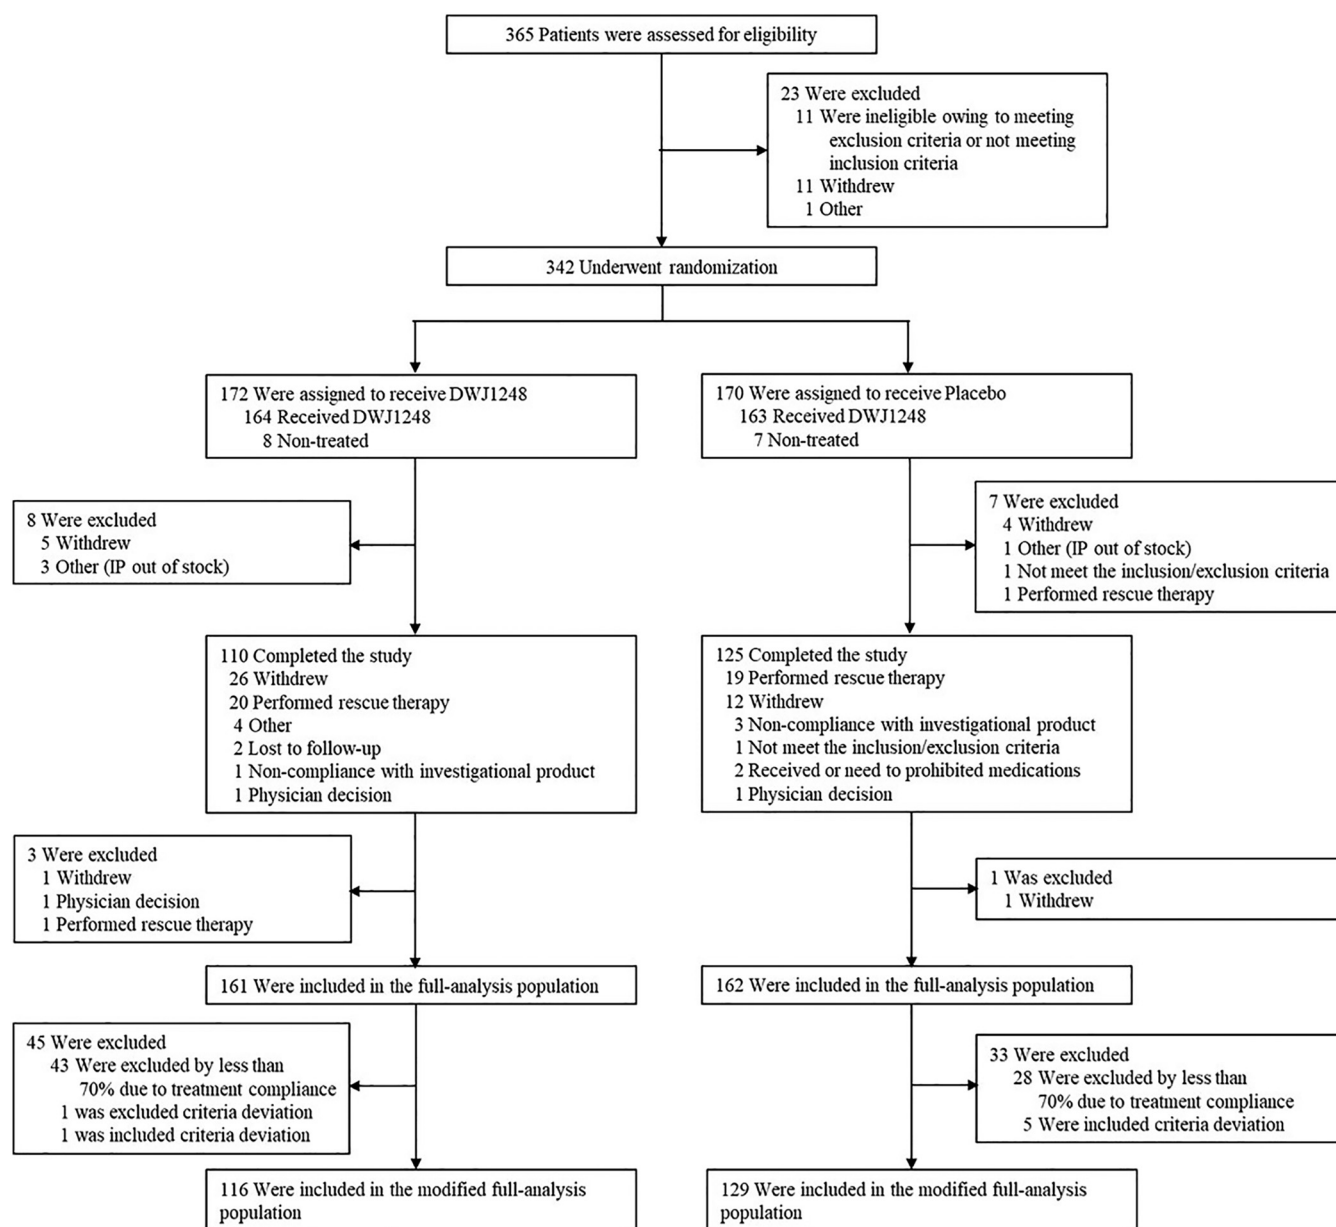 365 Patients were assessed for eligibility
23 Were excluded
11 Were ineligible owing to meeting
exclusion criteria or not meeting
inclusion criteria
11 Withdrew
1 Other
342 Underwent randomization
172 Were assigned to receive DWJ1248
164 Received DWJ1248
8 Non-treated
170 Were assigned to receive Placebo
163 Received DWJ1248
7 Non-treated
8 Were excluded
5 Withdrew
3 Other (IP out of stock)
7 Were excluded
4 Withdrew
1 Other (IP out of stock)
1 Not meet the inclusion/exclusion criteria
1 Performed rescue therapy
110 Completed the study
26 Withdrew
20 Performed rescue therapy
4 Other
2 Lost to follow-up
1 Non-compliance with investigational product
1 Physician decision
125 Completed the study
19 Performed rescue therapy
12 Withdrew
3 Non-compliance with investigational product
1 Not meet the inclusion/exclusion criteria
2 Received or need to prohibited medications
1 Physician decision
3 Were excluded
1 Withdrew
1 Physician decision
1 Performed rescue therapy
1 Was excluded
1 Withdrew
161 Were included in the full-analysis population
162 Were included in the full-analysis population
45 Were excluded
43 Were excluded by less than
70% due to treatment compliance
1 was excluded criteria deviation
1 was included criteria deviation
33 Were excluded
28 Were excluded by less than
70% due to treatment compliance
5 Were included criteria deviation
116 Were included in the modified full-analysis
population
129 Were included in the modified full-analysis
population